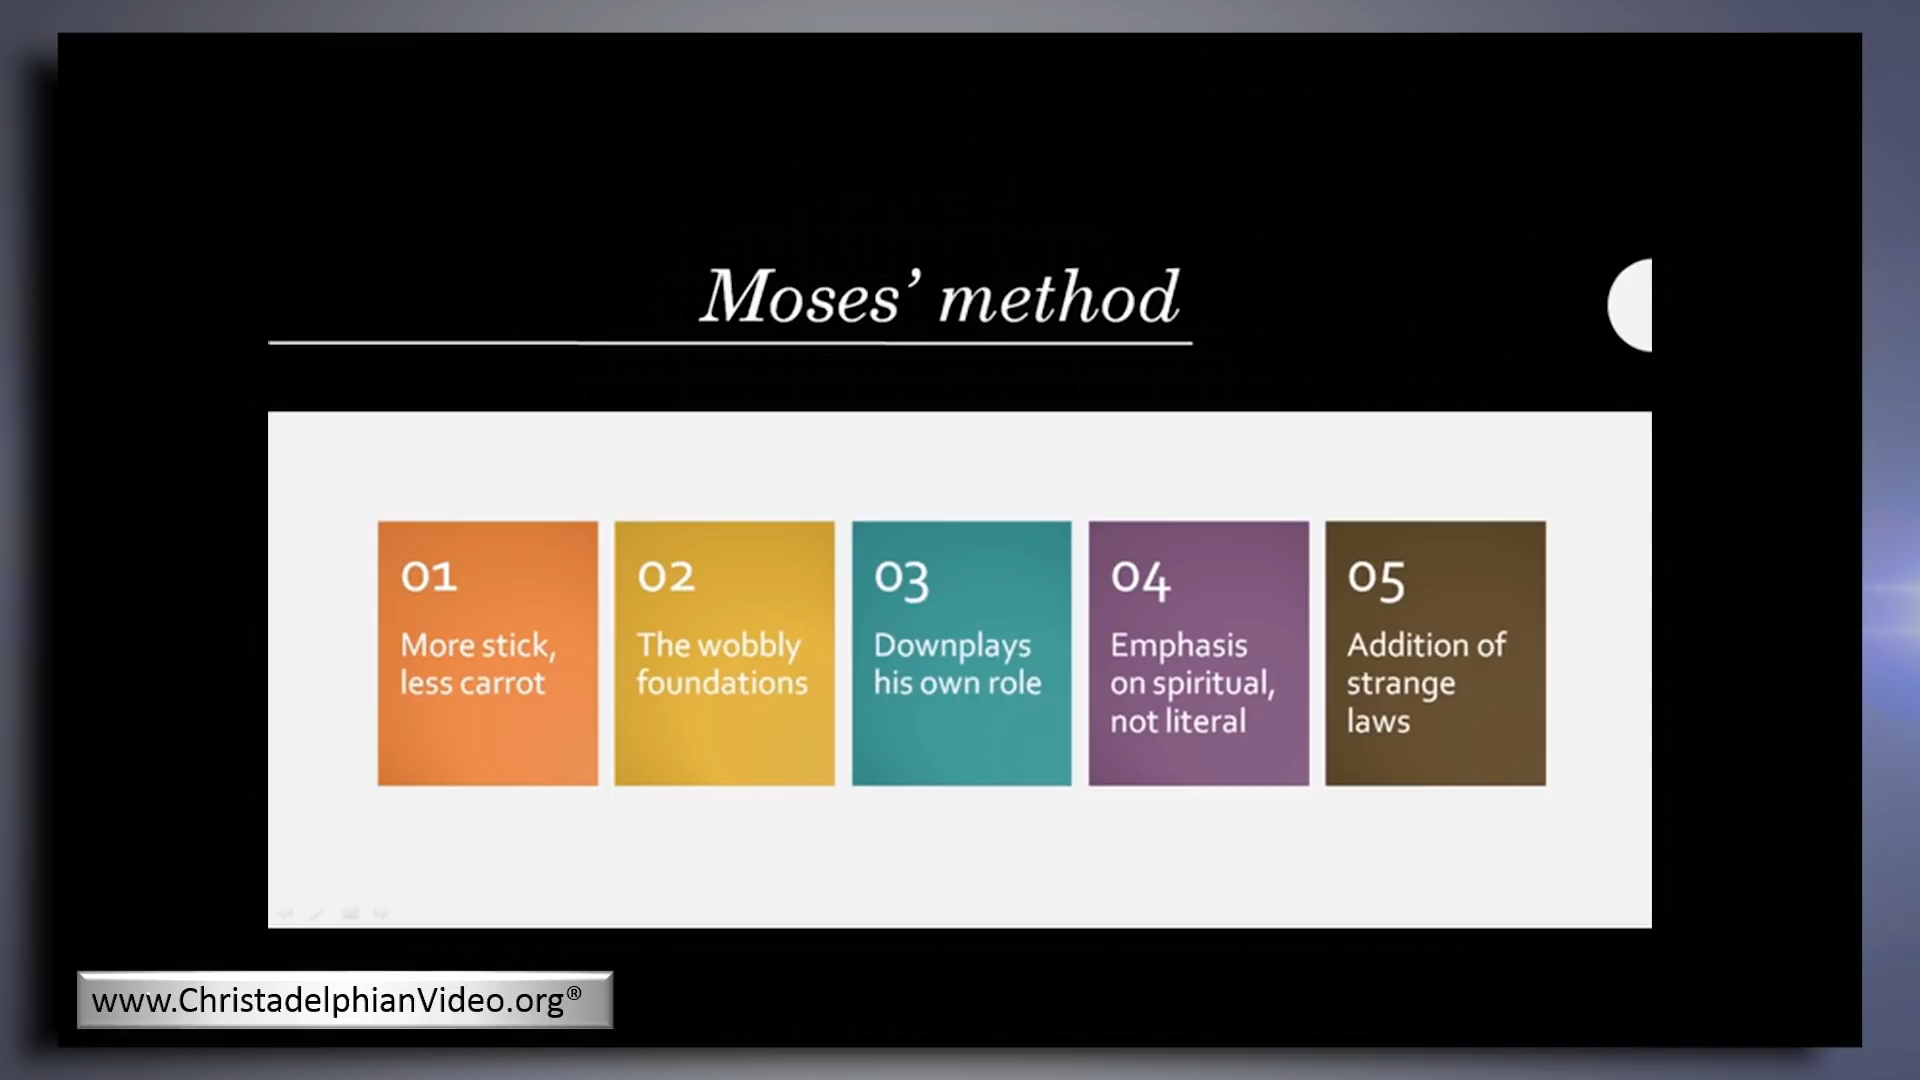 Moses’ method
01
More stick,
less carrot
02
The wobbly
foundations
03
Downplays
his own role
04
Emphasis
on spiritual,
not literal
05
Addition of
strange
laws
www.ChristadelphianVideo.org®